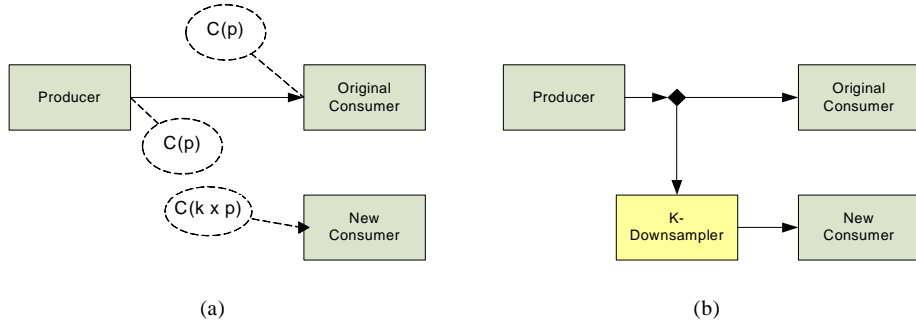 C(p)
Producer
Original
Consumer
C(p)
C(k x p)
New
Consumer
(a)
Producer
Original
Consumer
K-
Downsampler
New
Consumer
(b)